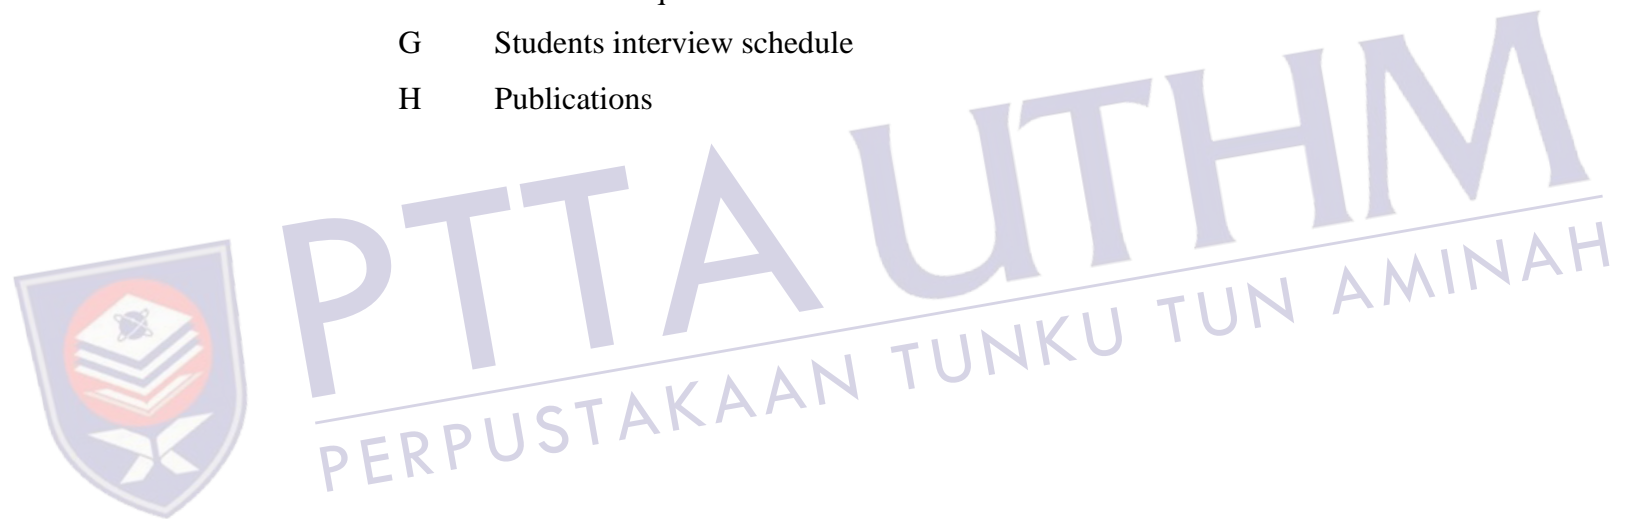 G Students interview schedule
H Publications
PTTA UTHM
PERPUSTAKAAN TUNKU TUN AMINAH